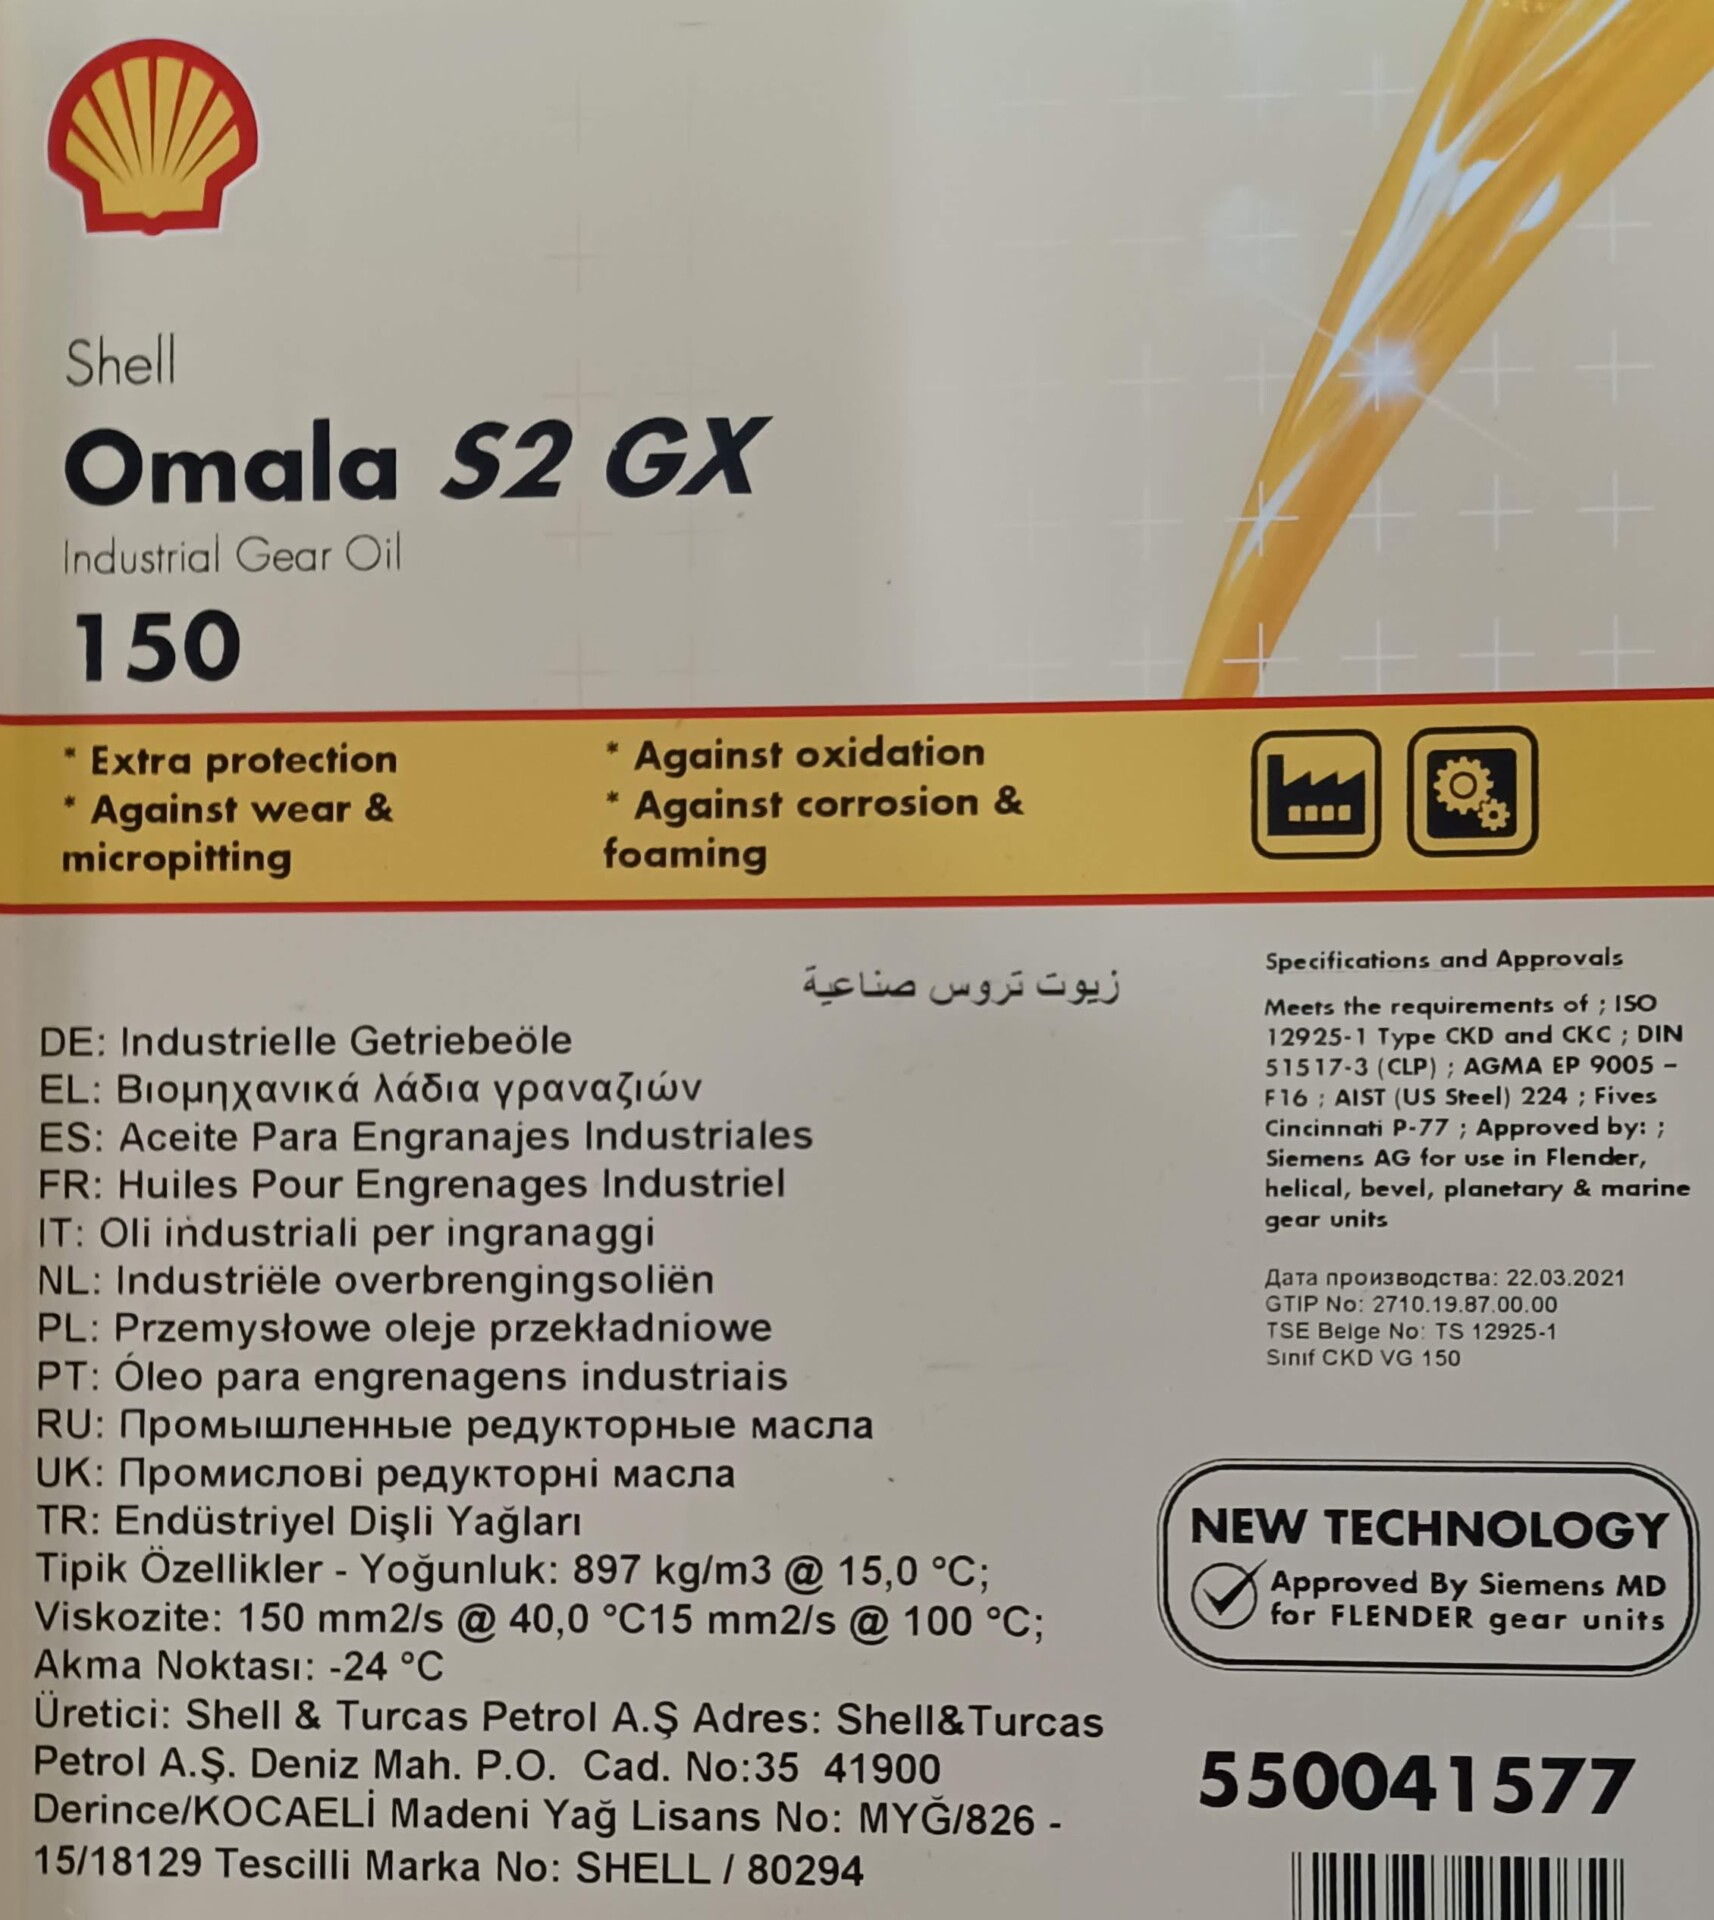 Shell
Omala S2 GX
Industrial Gear Oil
150
* Extra protection
* Against wear &
micropitting
* Against oxidation
* Against corrosion &
foaming
زيوت تروس صناعية
DE: Industrielle Getriebeöle
EL: Βιομηχανικά λάδια γραναζιών
ES: Aceite Para Engranajes Industriales
FR: Huiles Pour Engrenages Industriel
IT: Oli industriali per ingranaggi
NL: Industriële overbrengingsoliën
PL: Przemysłowe oleje przekładniowe
PT: Óleo para engrenagens industriais
RU: Промышленные редукторные масла
UK: Промислові редукторні масла
TR: Endüstriyel Dişli Yağları
Tipik Özellikler - Yoğunluk: 897 kg/m3 @ 15,0 °C;
Viskozite: 150 mm2/s @ 40,0 °C15 mm2/s @ 100 °C;
Akma Noktası: -24 °C
Üretici: Shell & Turcas Petrol A.Ş Adres: Shell&Turcas
Petrol A.Ş. Deniz Mah. P.O. Cad. No:35 41900
Derince/KOCAELİ Madeni Yağ Lisans No: MYĞ/826 -
15/18129 Tescilli Marka No: SHELL / 80294
Specifications and Approvals
Meets the requirements of ; ISO
12925-1 Type CKD and CKC ; DIN
51517-3 (CLP) ; AGMA EP 9005 –
F16 ; AIST (US Steel) 224 ; Fives
Cincinnati P-77 ; Approved by: ;
Siemens AG for use in Flender,
helical, bevel, planetary & marine
gear units
Дата производства: 22.03.2021
GTIP No: 2710.19.87.00.00
TSE Belge No: TS 12925-1
Sınıf CKD VG 150
NEW TECHNOLOGY
Approved By Siemens MD
for FLENDER gear units
550041577